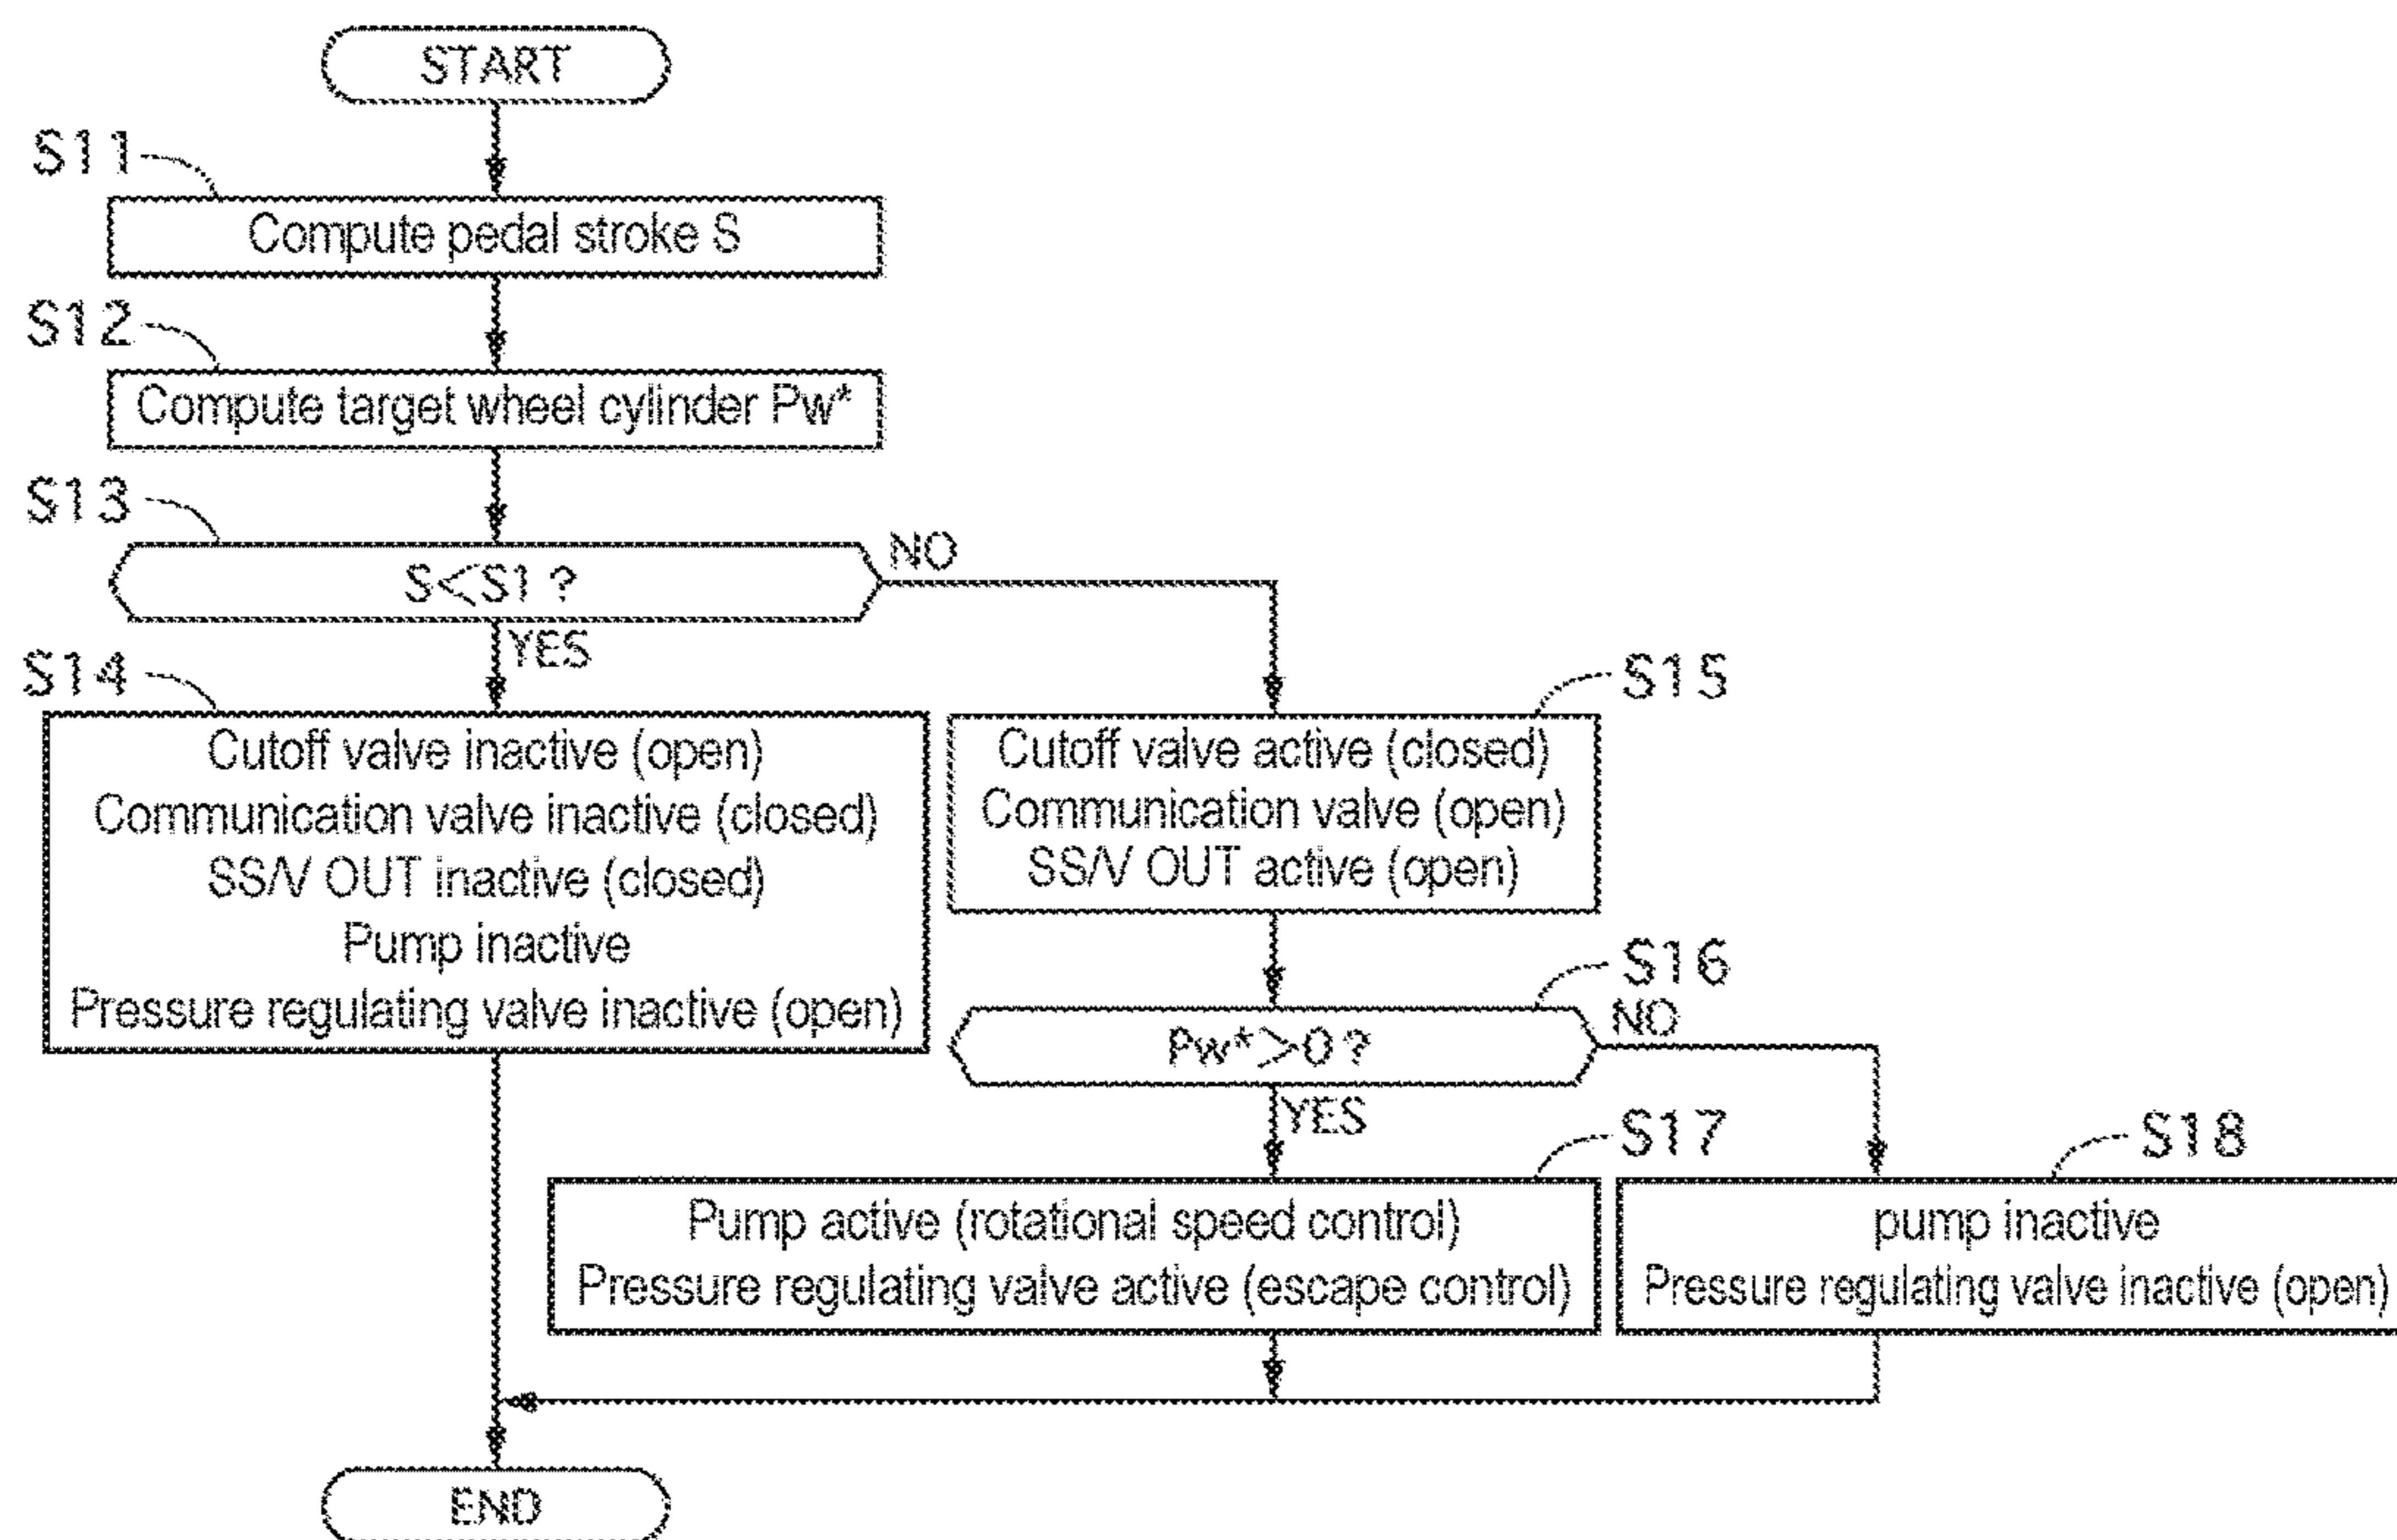 START
S11
Compute pedal stroke S
S12
Compute target wheel cylinder Pw*
S13
S<S1 ?
NO
YES
S14
Cutoff valve inactive (open)
Communication valve inactive (closed)
SS/V OUT inactive (closed)
Pump inactive
Pressure regulating valve inactive (open)
S15
Cutoff valve active (closed)
Communication valve (open)
SS/V OUT active (open)
S16
Pw*>0 ?
NO
YES
S17
Pump active (rotational speed control)
Pressure regulating valve active (escape control)
S18
pump inactive
Pressure regulating valve inactive (open)
END